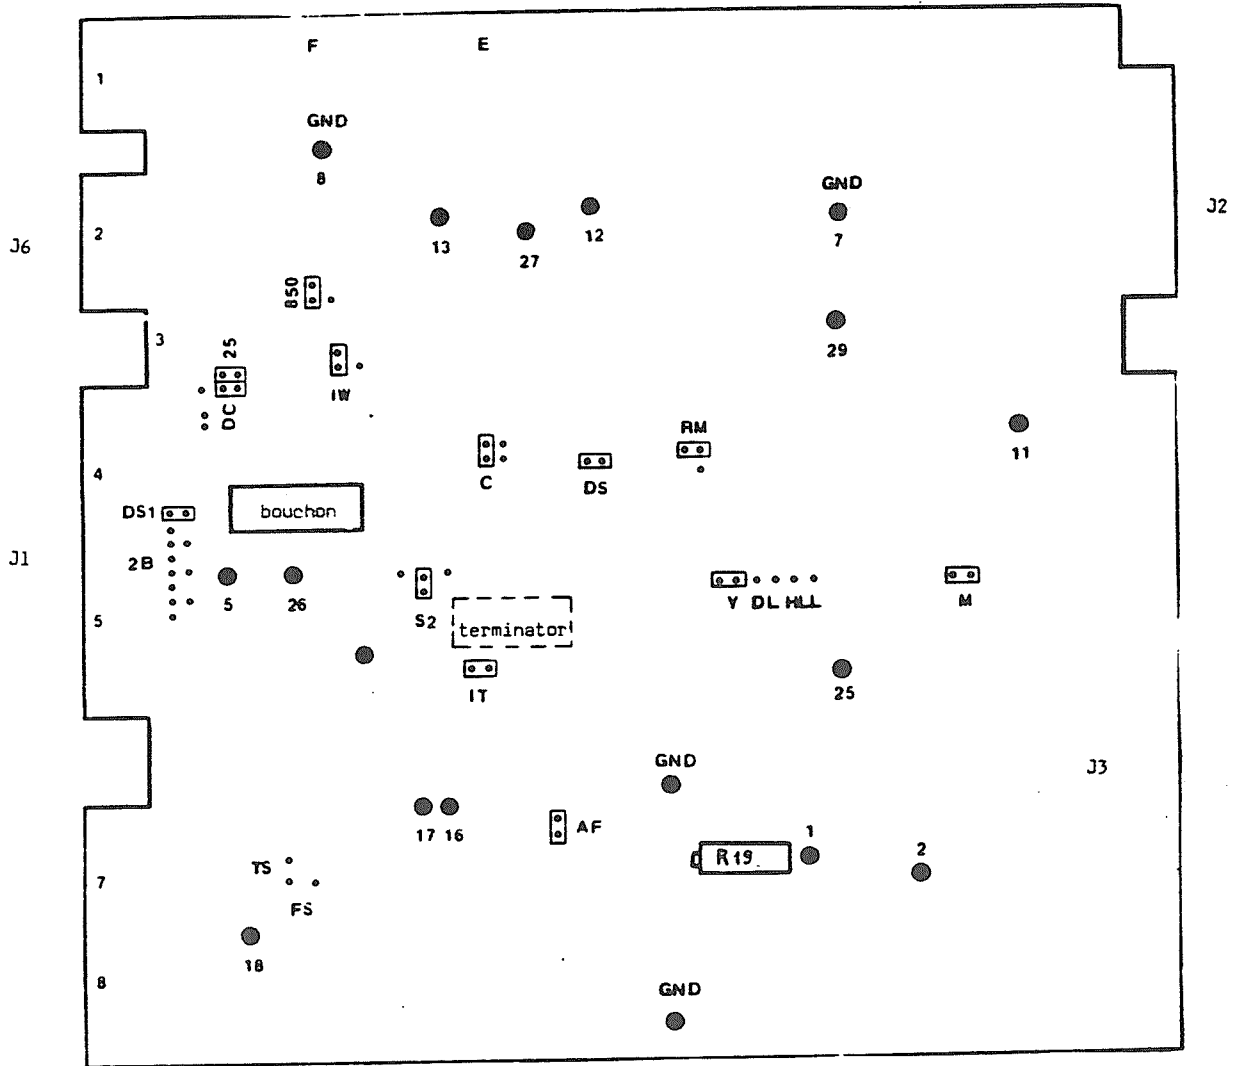 F E
1
GND
8
GND
7
J2
J6
2
13
27
12
850
29
3
25
IW
DC
RM
11
4
C
DS
DS1
bouchon
J1
2B
5
26
S2
Y DL HLL
M
5
terminator
IT
25
GND
J3
17 16
AF
1
R19
2
TS
7
FS
18
8
GND